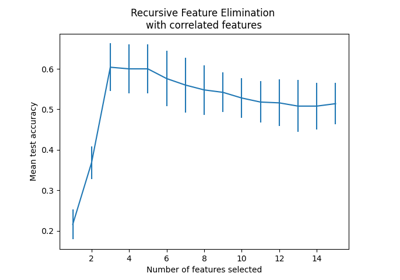 Recursive Feature Elimination
with correlated features
Mean test accuracy
0.6
0.5
0.4
0.3
0.2
2 4 6 8 10 12 14
Number of features selected